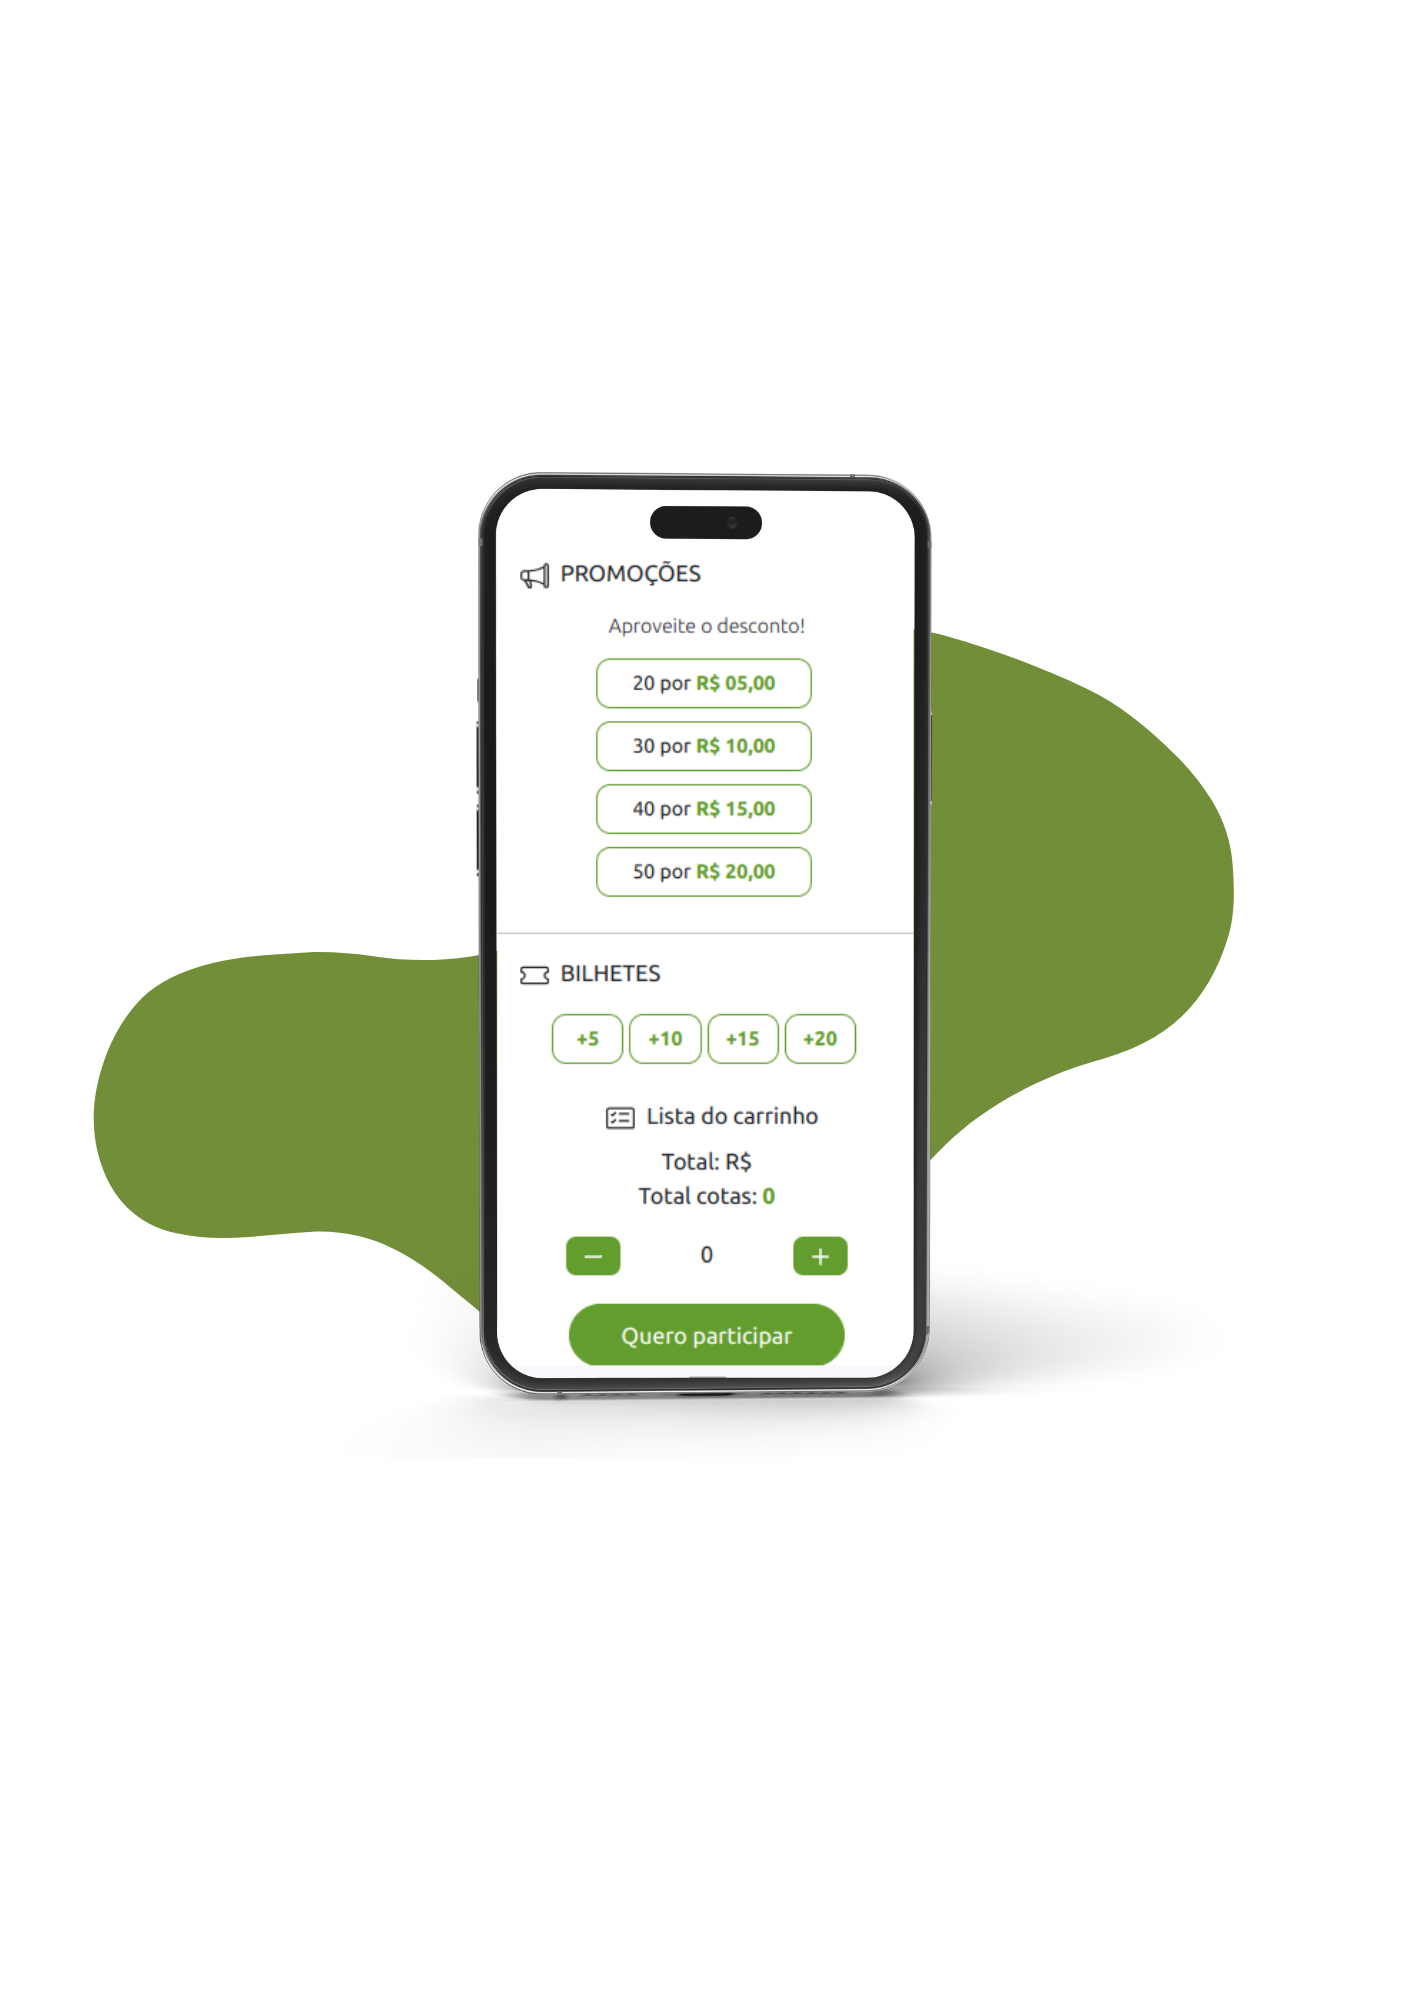 PROMOÇÕES
Aproveite o desconto!
20 por R$ 05,00
30 por R$ 10,00
40 por R$ 15,00
50 por R$ 20,00
BILHETES
+5 +10 +15 +20
Lista do carrinho
Total: R$
Total cotas: 0
− 0 +
Quero participar